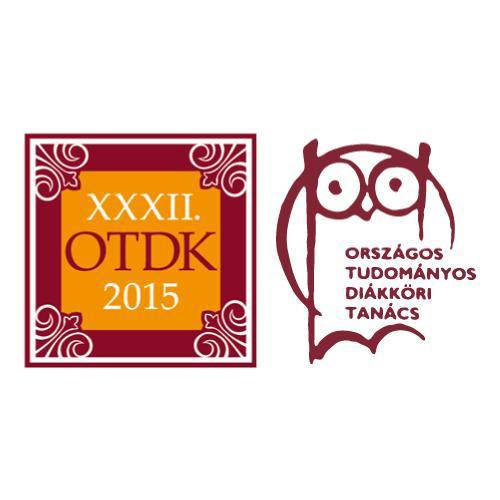 XXXII.
OTDK
2015
ORSZÁGOS
TUDOMÁNYOS
DIÁKKÖRI
TANÁCS